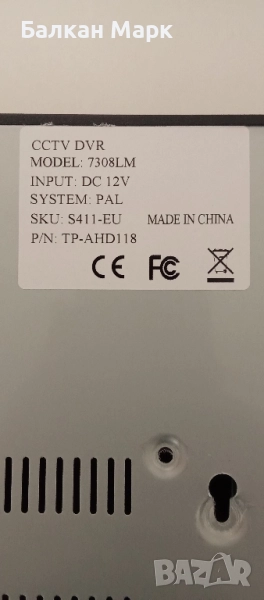 Балкан Марк
CCTV DVR
MODEL: 7308LM
INPUT: DC 12V
SYSTEM: PAL
SKU: S411-EU MADE IN CHINA
P/N: TP-AHD118
CE FC
bazar